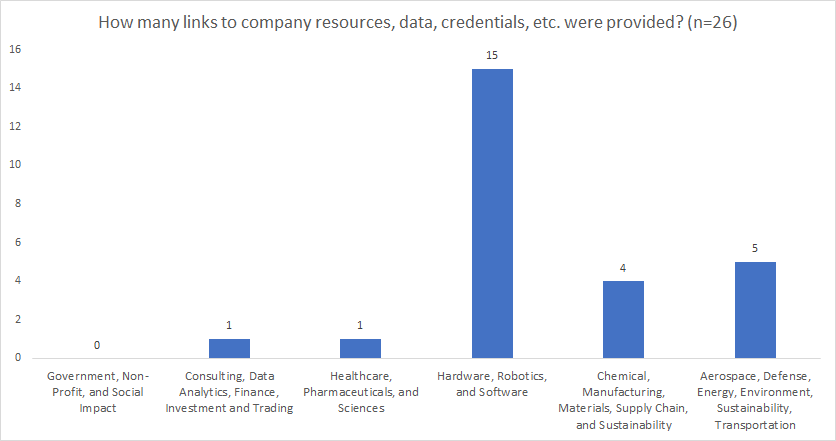 How many links to company resources, data, credentials, etc. were provided? (n=26)
16
14
12
10
8
6
4
2
0
0
1
1
15
4
5
Government, Non-
Profit, and Social
Impact
Consulting, Data
Analytics, Finance,
Investment and Trading
Healthcare,
Pharmaceuticals, and
Sciences
Hardware, Robotics,
and Software
Chemical,
Manufacturing,
Materials, Supply Chain,
and Sustainability
Aerospace, Defense,
Energy, Environment,
Sustainability,
Transportation